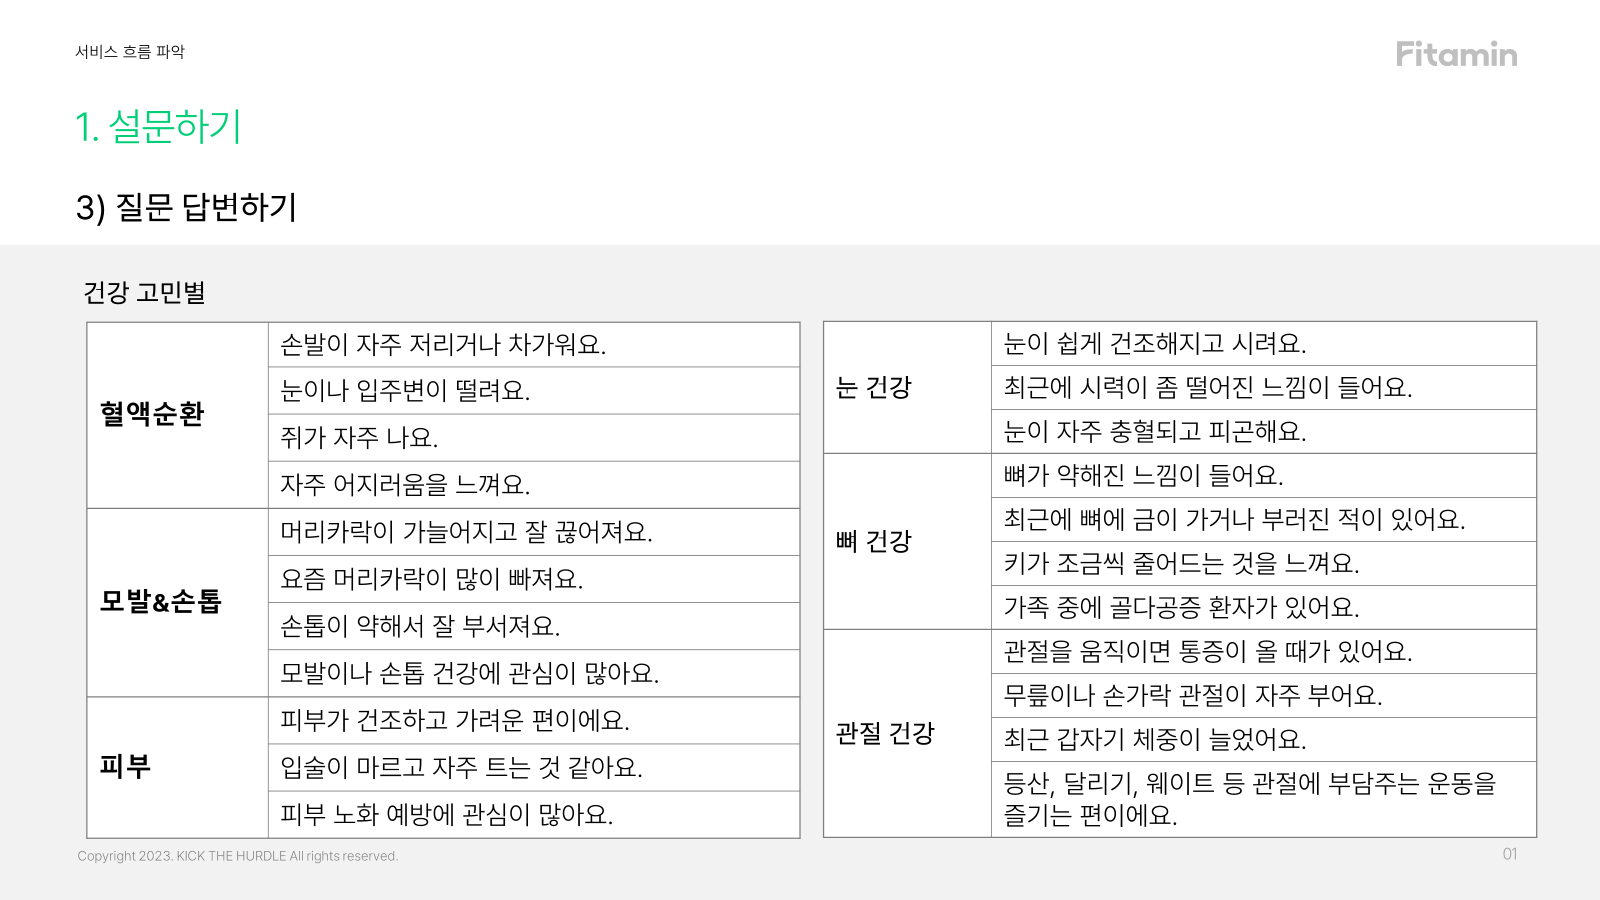 서비스 흐름 파악
Fitamin
1. 설문하기
3) 질문 답변하기
건강 고민별
혈액순환
손발이 자주 저리거나 차가워요.
눈이나 입주변이 떨려요.
쥐가 자주 나요.
자주 어지러움을 느껴요.
모발&손톱
머리카락이 가늘어지고 잘 끊어져요.
요즘 머리카락이 많이 빠져요.
손톱이 약해서 잘 부서져요.
모발이나 손톱 건강에 관심이 많아요.
피부
피부가 건조하고 가려운 편이에요.
입술이 마르고 자주 트는 것 같아요.
피부 노화 예방에 관심이 많아요.
눈 건강
눈이 쉽게 건조해지고 시려요.
최근에 시력이 좀 떨어진 느낌이 들어요.
눈이 자주 충혈되고 피곤해요.
뼈 건강
뼈가 약해진 느낌이 들어요.
최근에 뼈에 금이 가거나 부러진 적이 있어요.
키가 조금씩 줄어드는 것을 느껴요.
가족 중에 골다공증 환자가 있어요.
관절 건강
관절을 움직이면 통증이 올 때가 있어요.
무릎이나 손가락 관절이 자주 부어요.
최근 갑자기 체중이 늘었어요.
등산, 달리기, 웨이트 등 관절에 부담주는 운동을
즐기는 편이에요.
Copyright 2023. KICK THE HURDLE All rights reserved.
01